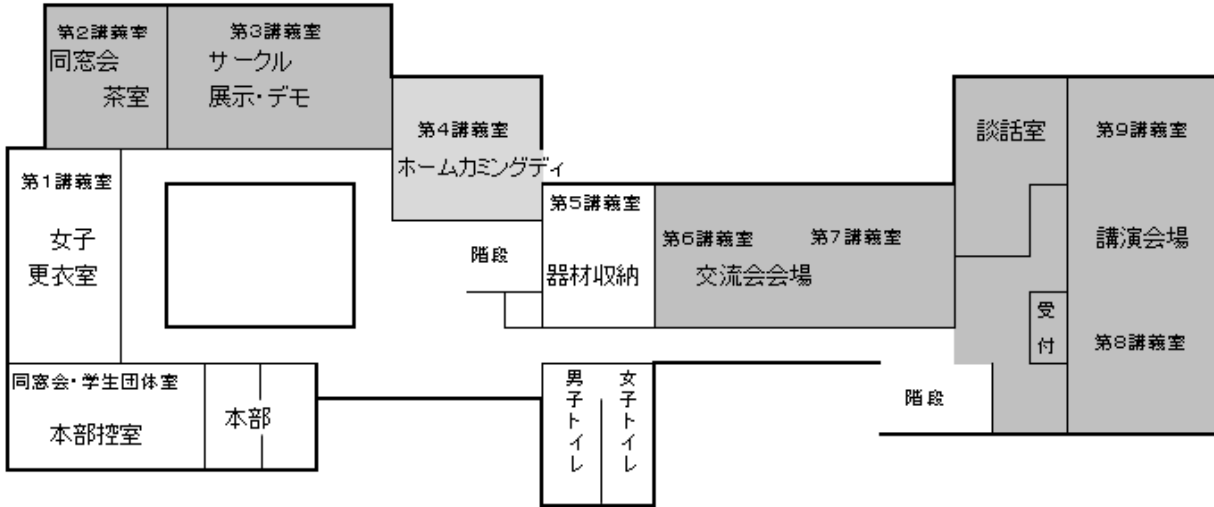 第2講義室
同窓会
茶室
第3講義室
サークル
展示・デモ
第4講義室
ホームカミングディ
談話室
第9講義室
第1講義室
女子
更衣室
第5講義室
器材収納
階段
第6講義室
第7講義室
交流会会場
講演会場
受付
第8講義室
同窓会・学生団体室
本部控室
本部
男子トイレ
女子トイレ
階段